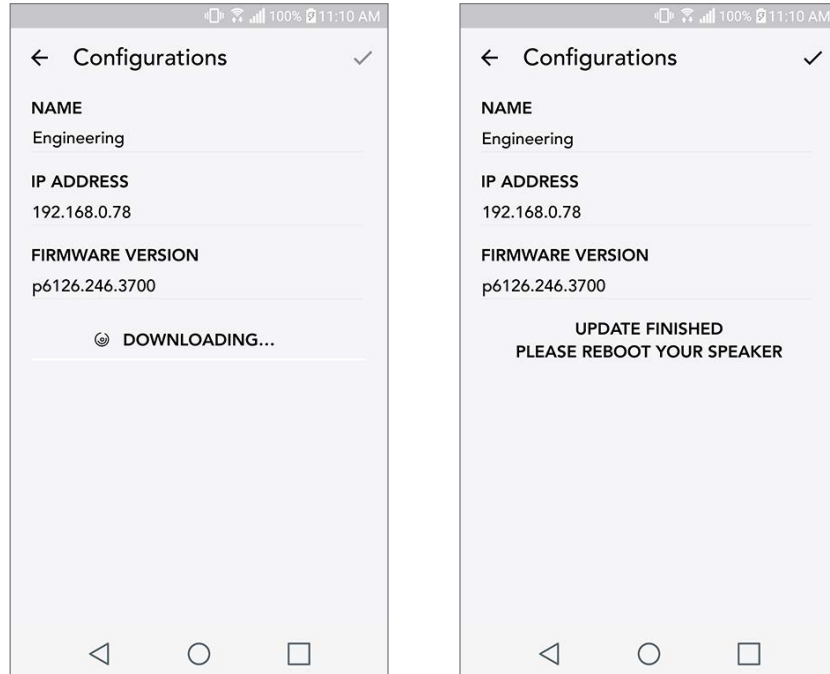 100% 11:10 AM
Configurations
NAME
Engineering
IP ADDRESS
192.168.0.78
FIRMWARE VERSION
p6126.246.3700
DOWNLOADING...
100% 11:10 AM
Configurations
NAME
Engineering
IP ADDRESS
192.168.0.78
FIRMWARE VERSION
p6126.246.3700
UPDATE FINISHED
PLEASE REBOOT YOUR SPEAKER